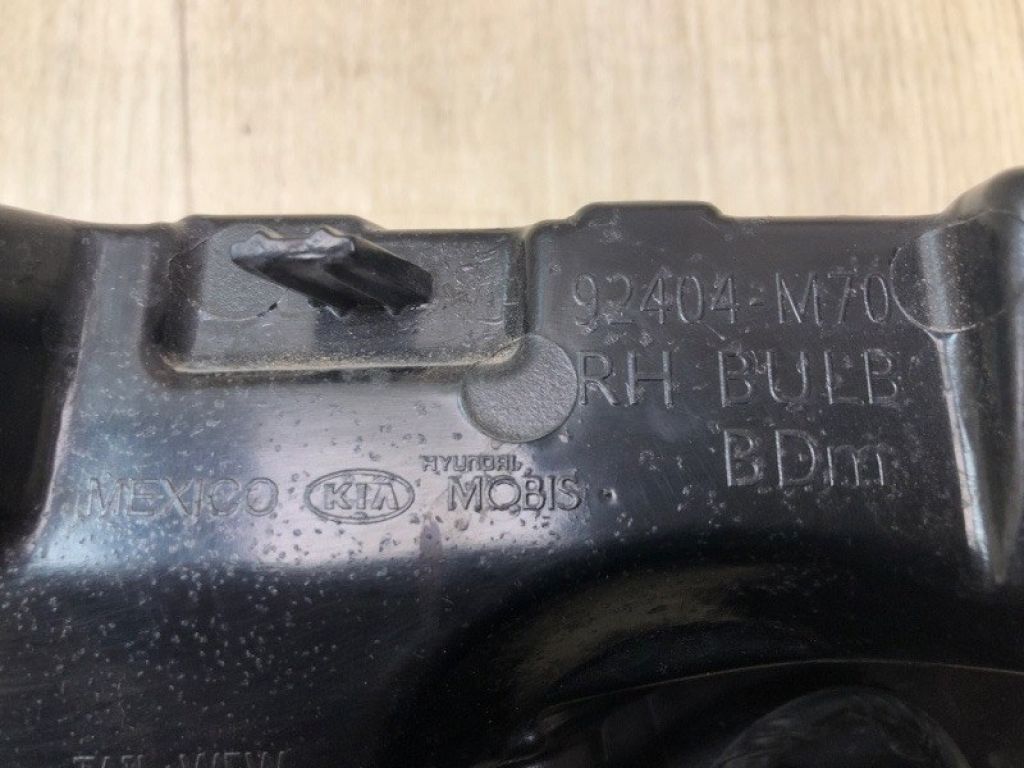 92404-M70
RH BULB
BDm
MEXICO KIA HYUNDAI MOBIS